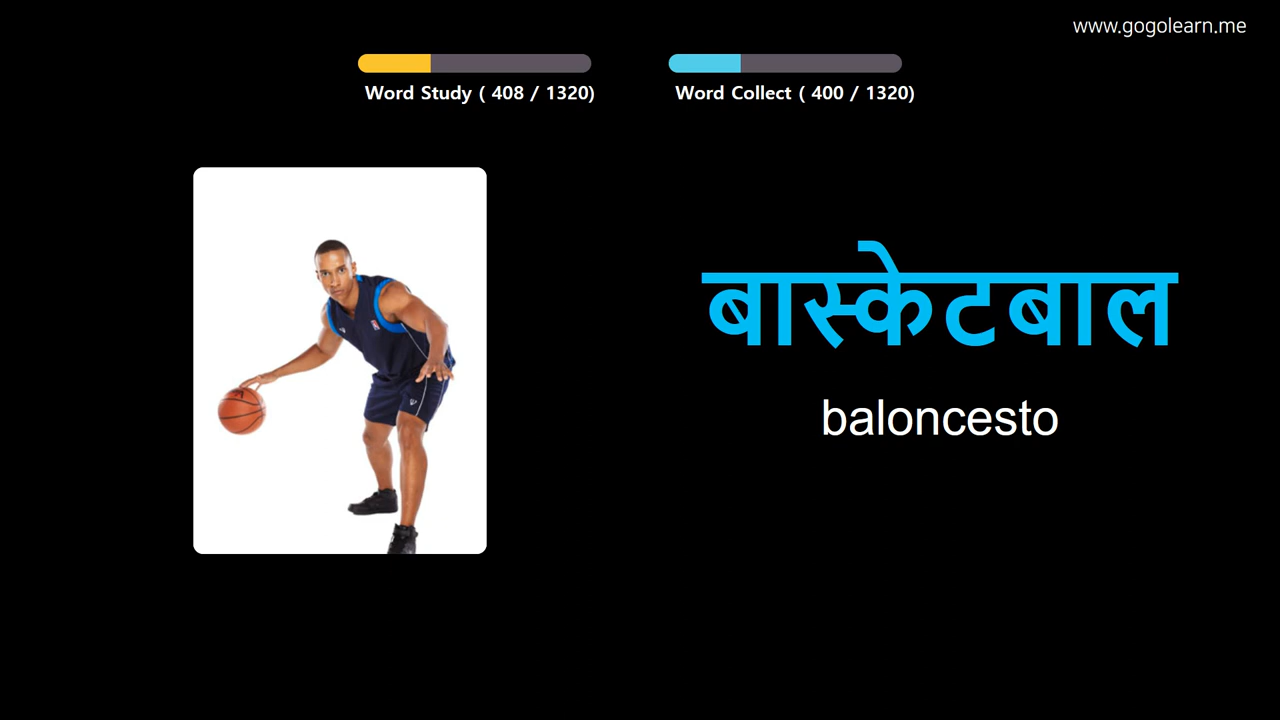 www.gogolearn.me
Word Study ( 408 / 1320)
Word Collect ( 400 / 1320)
बास्केटबाल
baloncesto